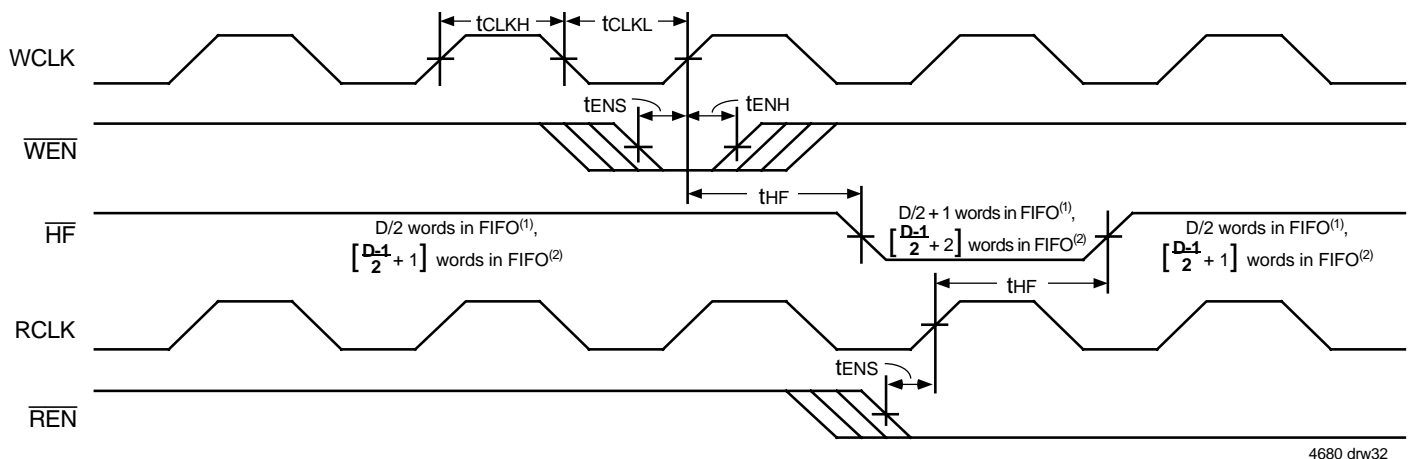 tCLKH
tCLKL
WCLK
tENS
tENH
WEN
tHF
HF
D/2 words in FIFO(1),
[D-1/2 + 1] words in FIFO(2)
D/2 + 1 words in FIFO(1),
[D-1/2 + 2] words in FIFO(2)
D/2 words in FIFO(1),
[D-1/2 + 1] words in FIFO(2)
tHF
RCLK
tENS
REN
4680 drw32